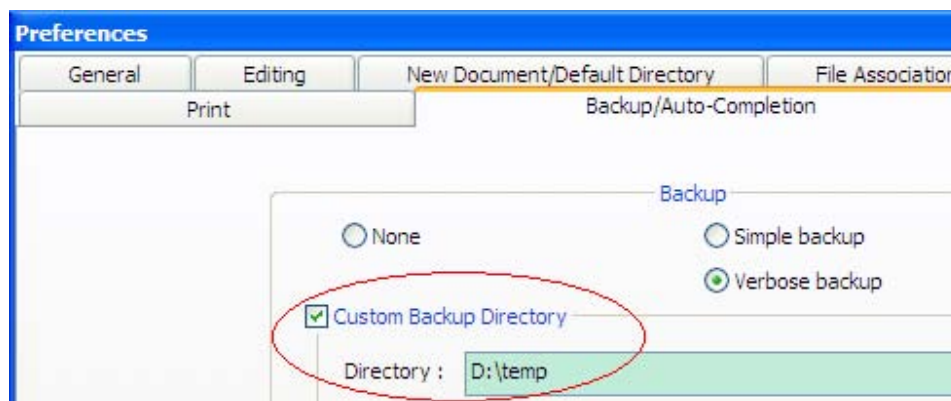 Preferences
General Editing New Document/Default Directory File Association
Print Backup/Auto-Completion
Backup
None Simple backup
Verbose backup
Custom Backup Directory
Directory : D:\temp